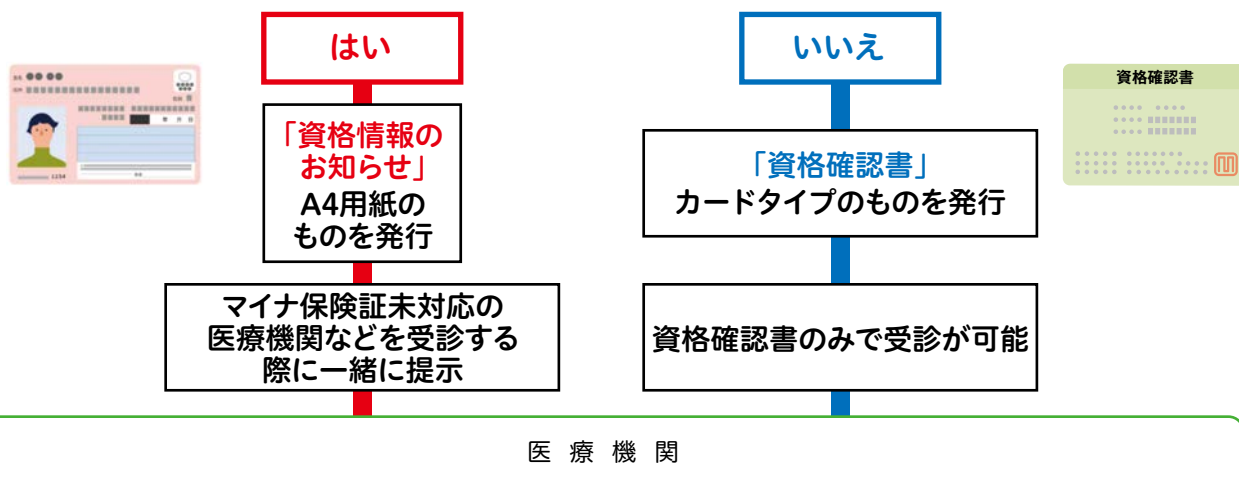 はい
「資格情報の
お知らせ」
A4用紙の
ものを発行
マイナ保険証未対応の
医療機関などを受診する
際に一緒に提示
いいえ
「資格確認書」
カードタイプのものを発行
資格確認書のみで受診が可能
資格確認書
1234
年 月 日
医療機関